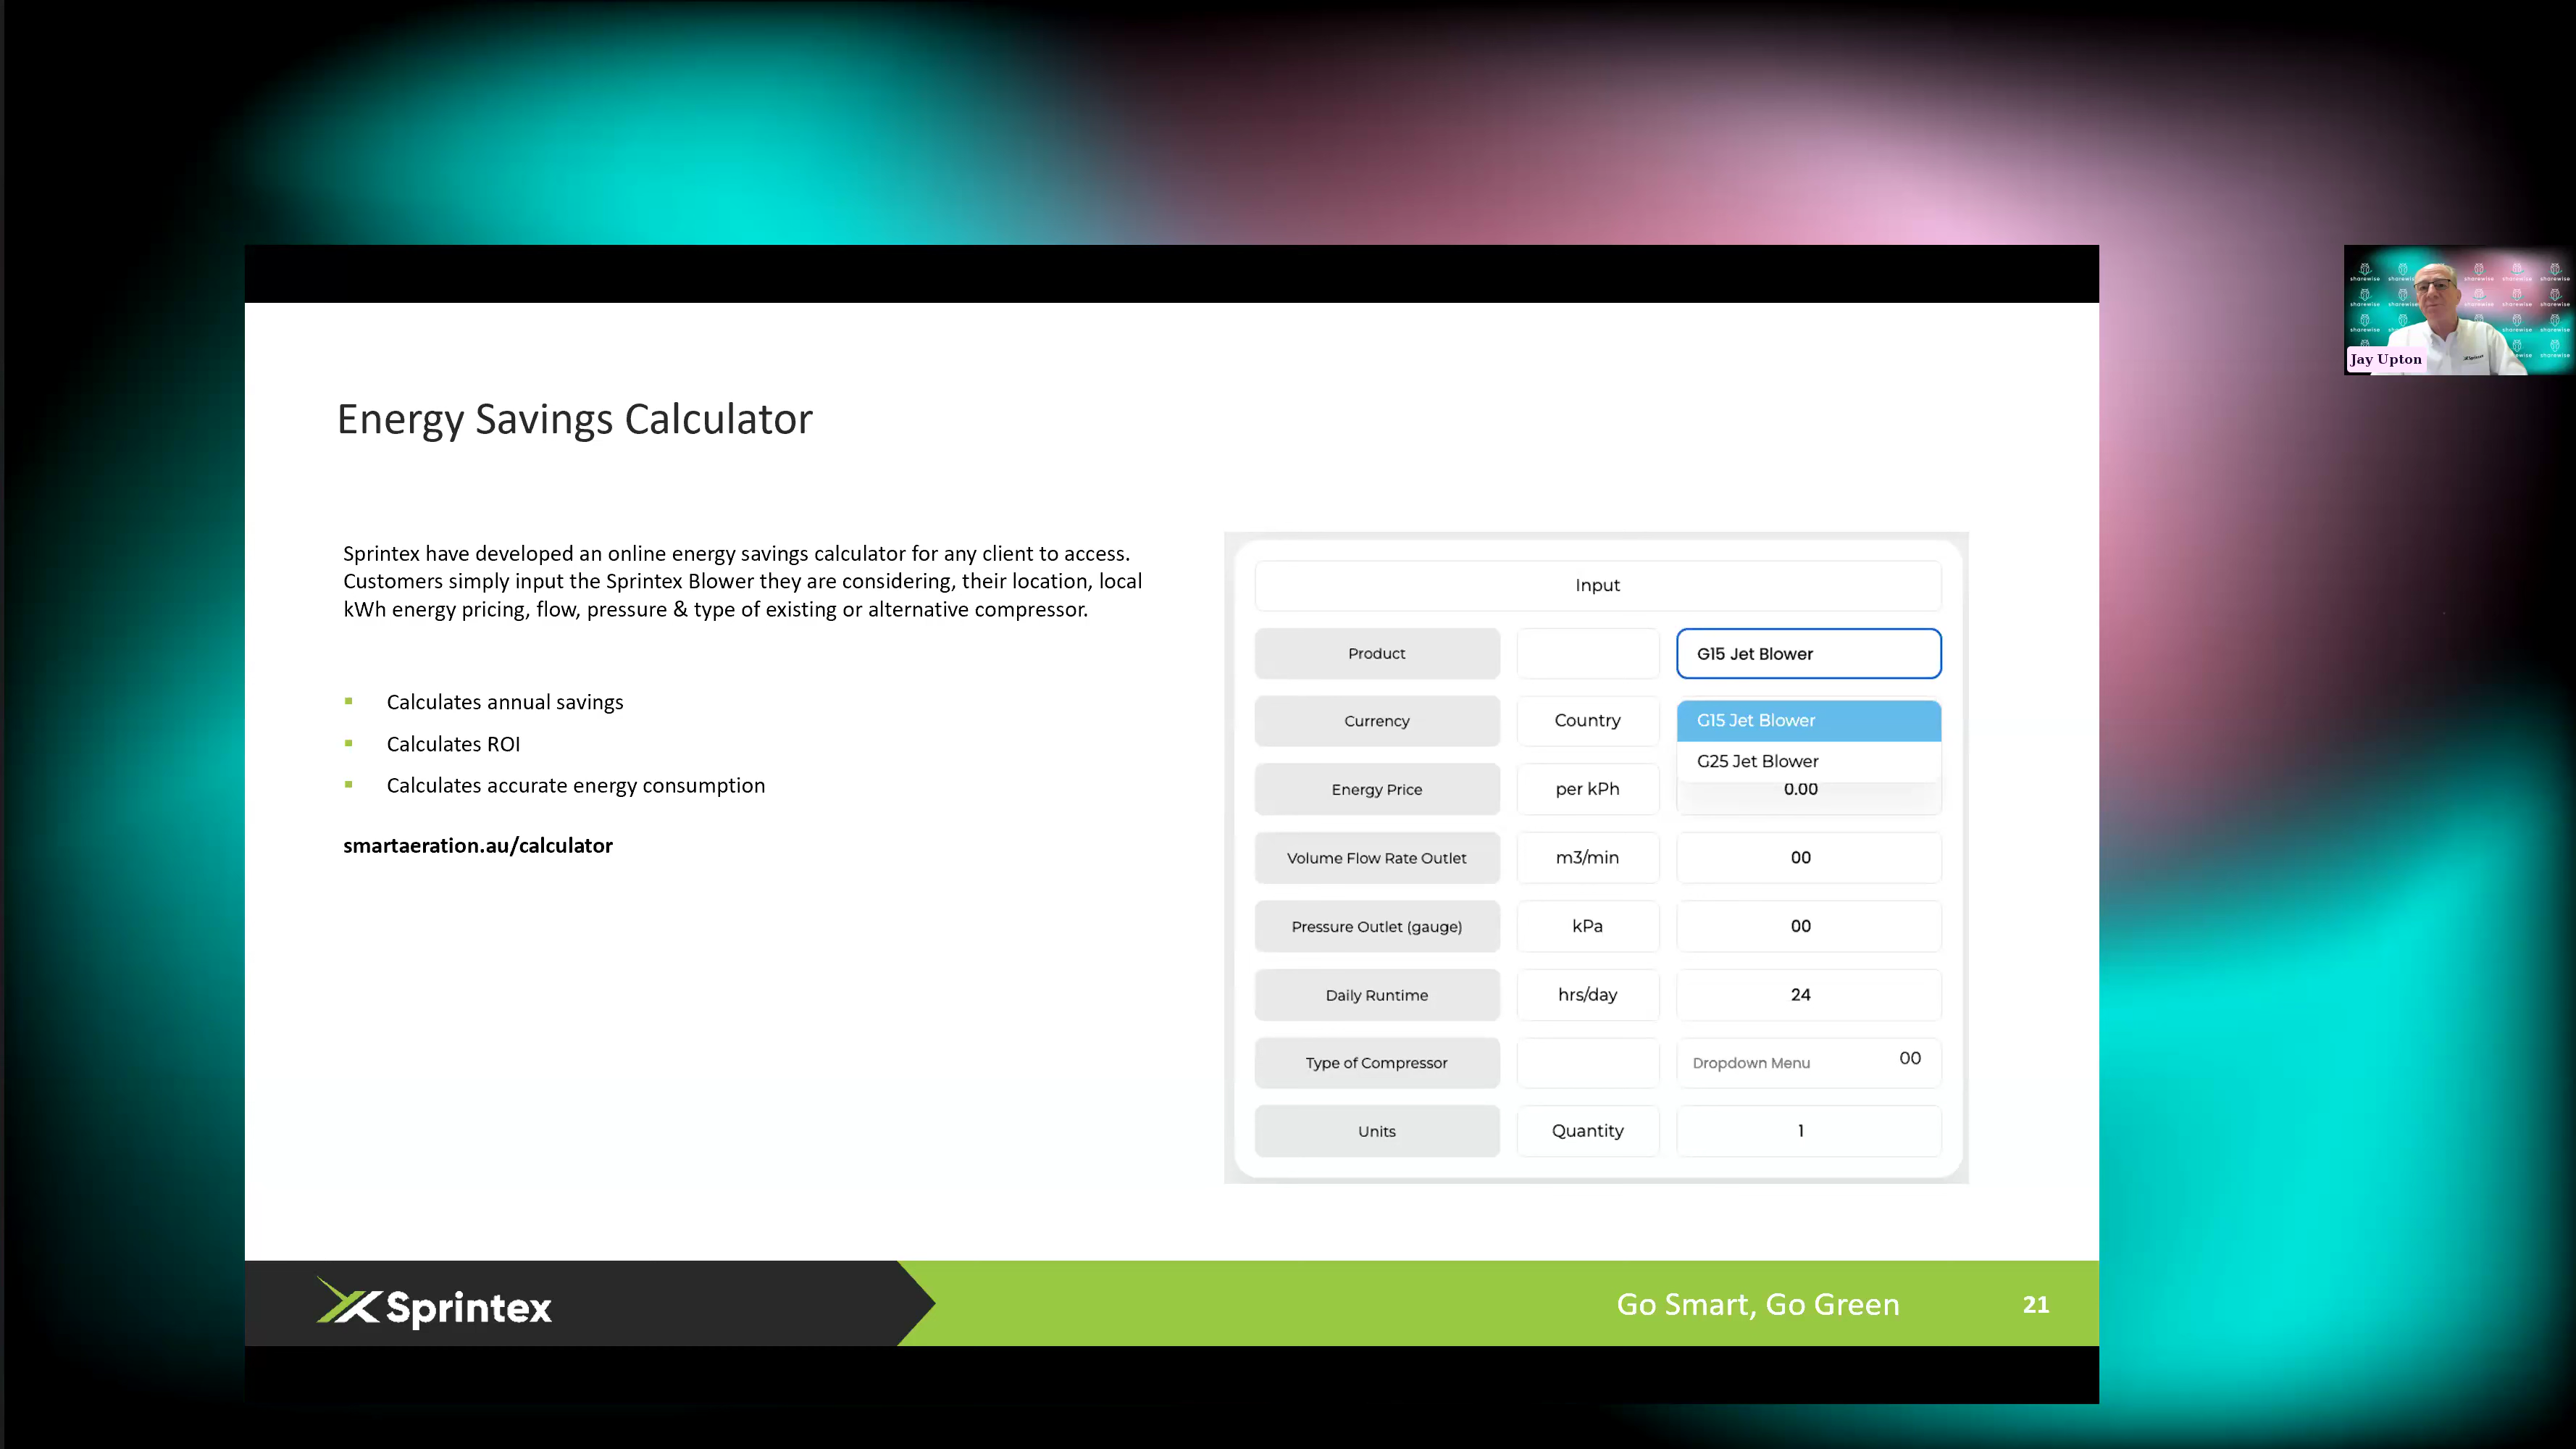 Energy Savings Calculator
Sprintex have developed an online energy savings calculator for any client to access.
Customers simply input the Sprintex Blower they are considering, their location, local
kWh energy pricing, flow, pressure & type of existing or alternative compressor.
▪ Calculates annual savings
▪ Calculates ROI
▪ Calculates accurate energy consumption
smartaeration.au/calculator
Input
Product G15 Jet Blower
Currency Country G15 Jet Blower
G25 Jet Blower
Energy Price per kPh 0.00
Volume Flow Rate Outlet m3/min 00
Pressure Outlet (gauge) kPa 00
Daily Runtime hrs/day 24
Type of Compressor Dropdown Menu 00
Units Quantity 1
Sprintex
Go Smart, Go Green 21
sharewise
Jay Upton